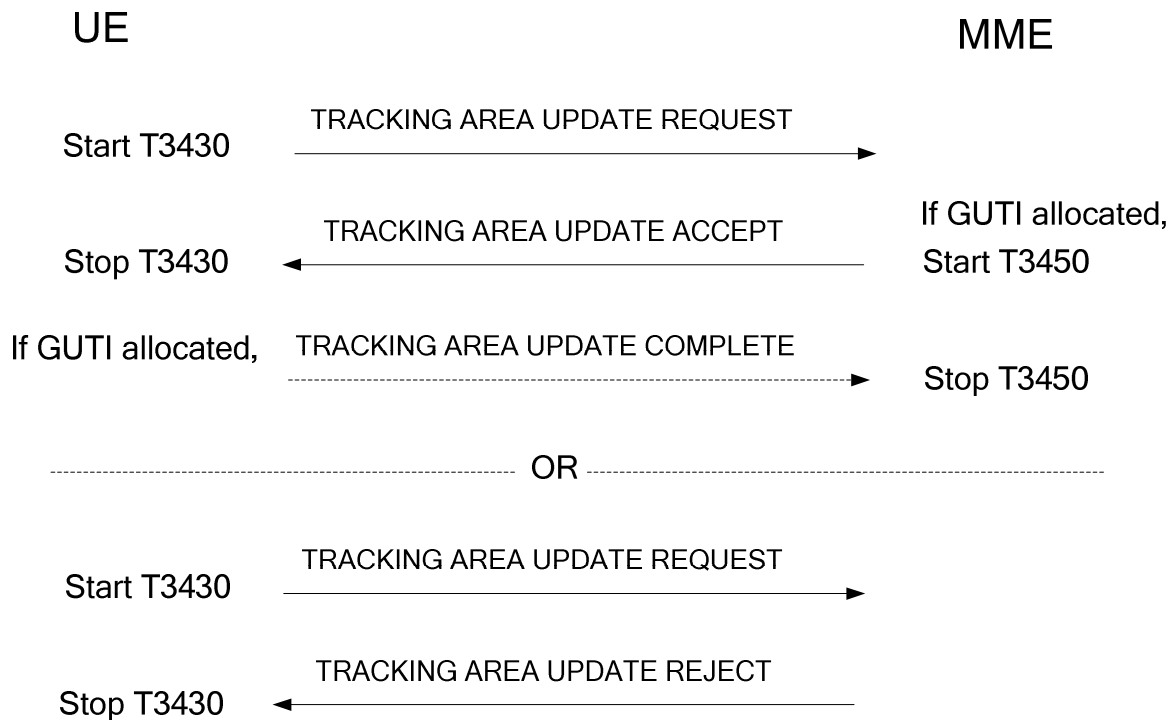 UE
MME
TRACKING AREA UPDATE REQUEST
Start T3430
If GUTI allocated,
TRACKING AREA UPDATE ACCEPT
Stop T3430
Start T3450
If GUTI allocated,
TRACKING AREA UPDATE COMPLETE
Stop T3450
OR
TRACKING AREA UPDATE REQUEST
Start T3430
TRACKING AREA UPDATE REJECT
Stop T3430